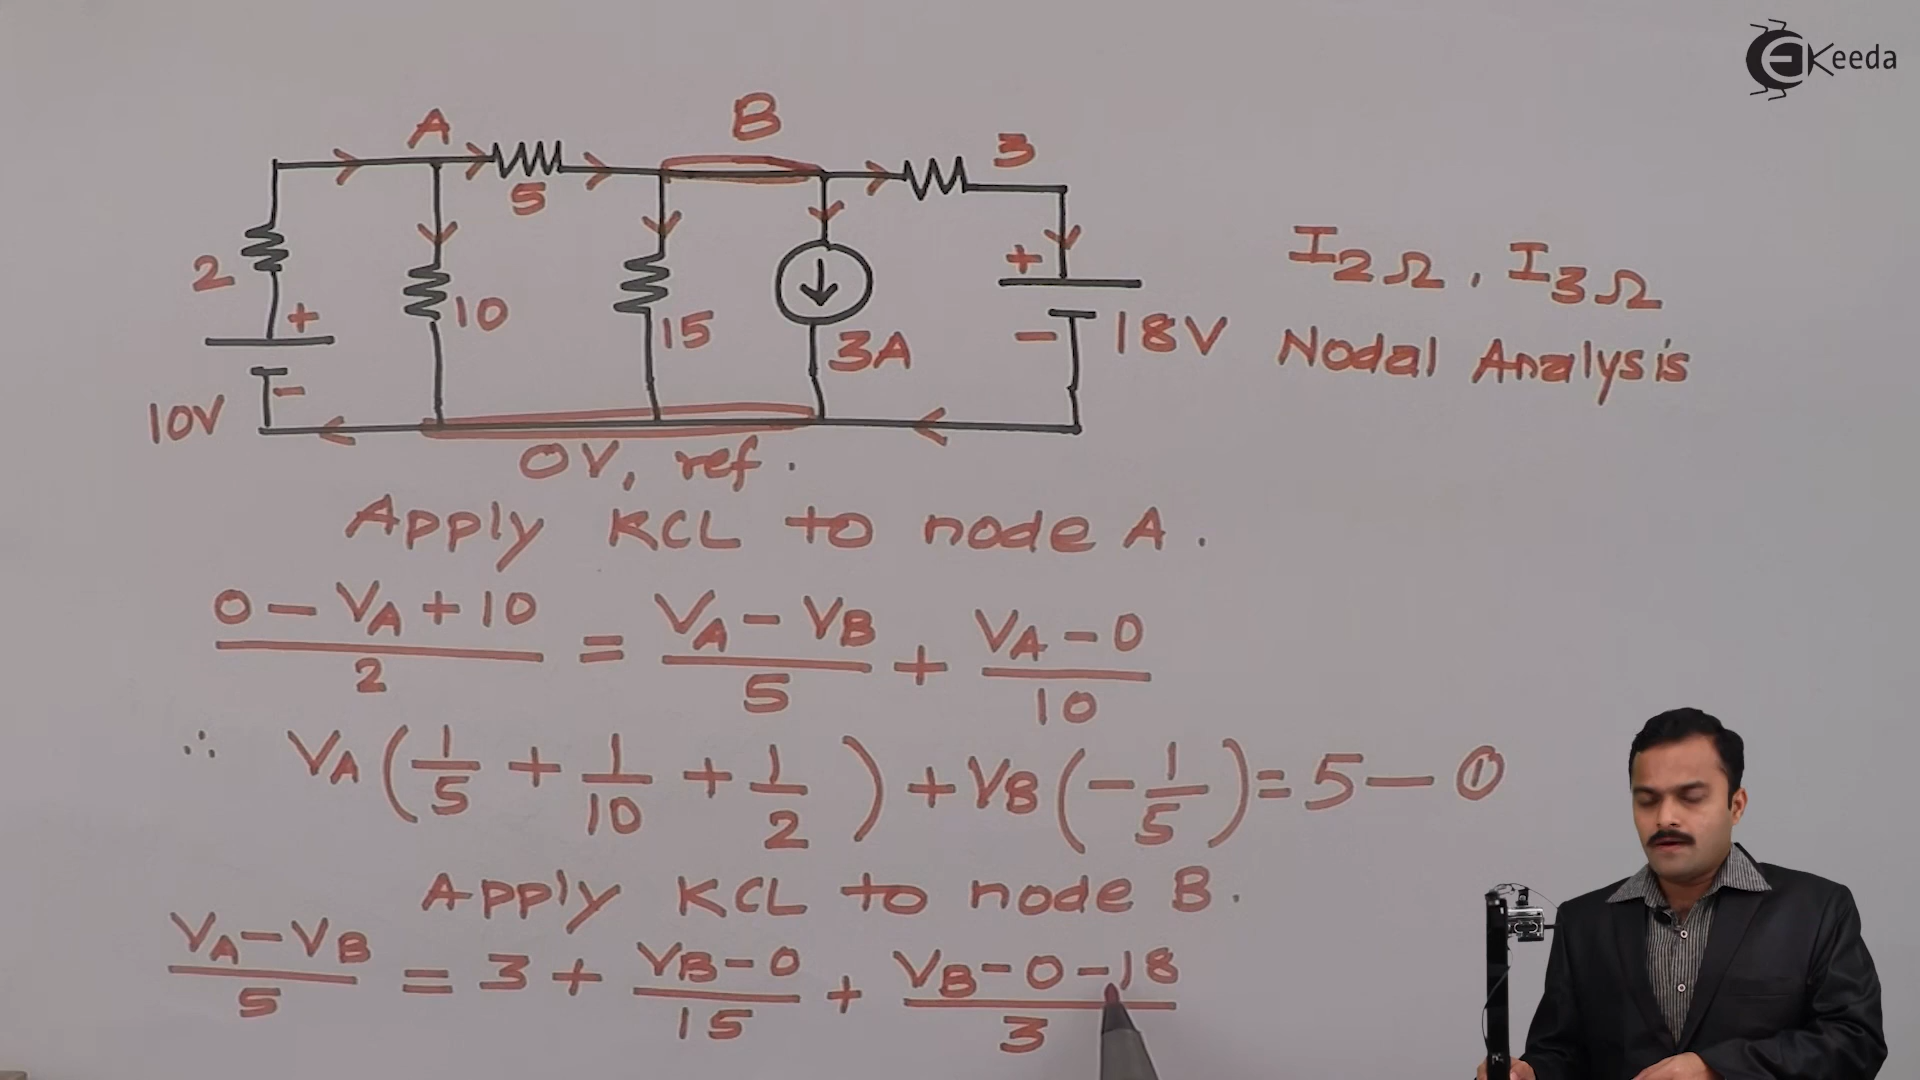 Keeda
A
5
B
3
2
+
-
10V
10
15
3A
+
-
18V
0V, ref.
I2Ω, I3Ω
Nodal Analysis
Apply KCL to node A.
(0 - VA + 10)/2 = (VA - VB)/5 + (VA - 0)/10
∴ VA(1/5 + 1/10 + 1/2) + VB(-1/5) = 5 — ①
Apply KCL to node B.
(VA - VB)/5 = 3 + (VB - 0)/15 + (VB - 0 - 18)/3